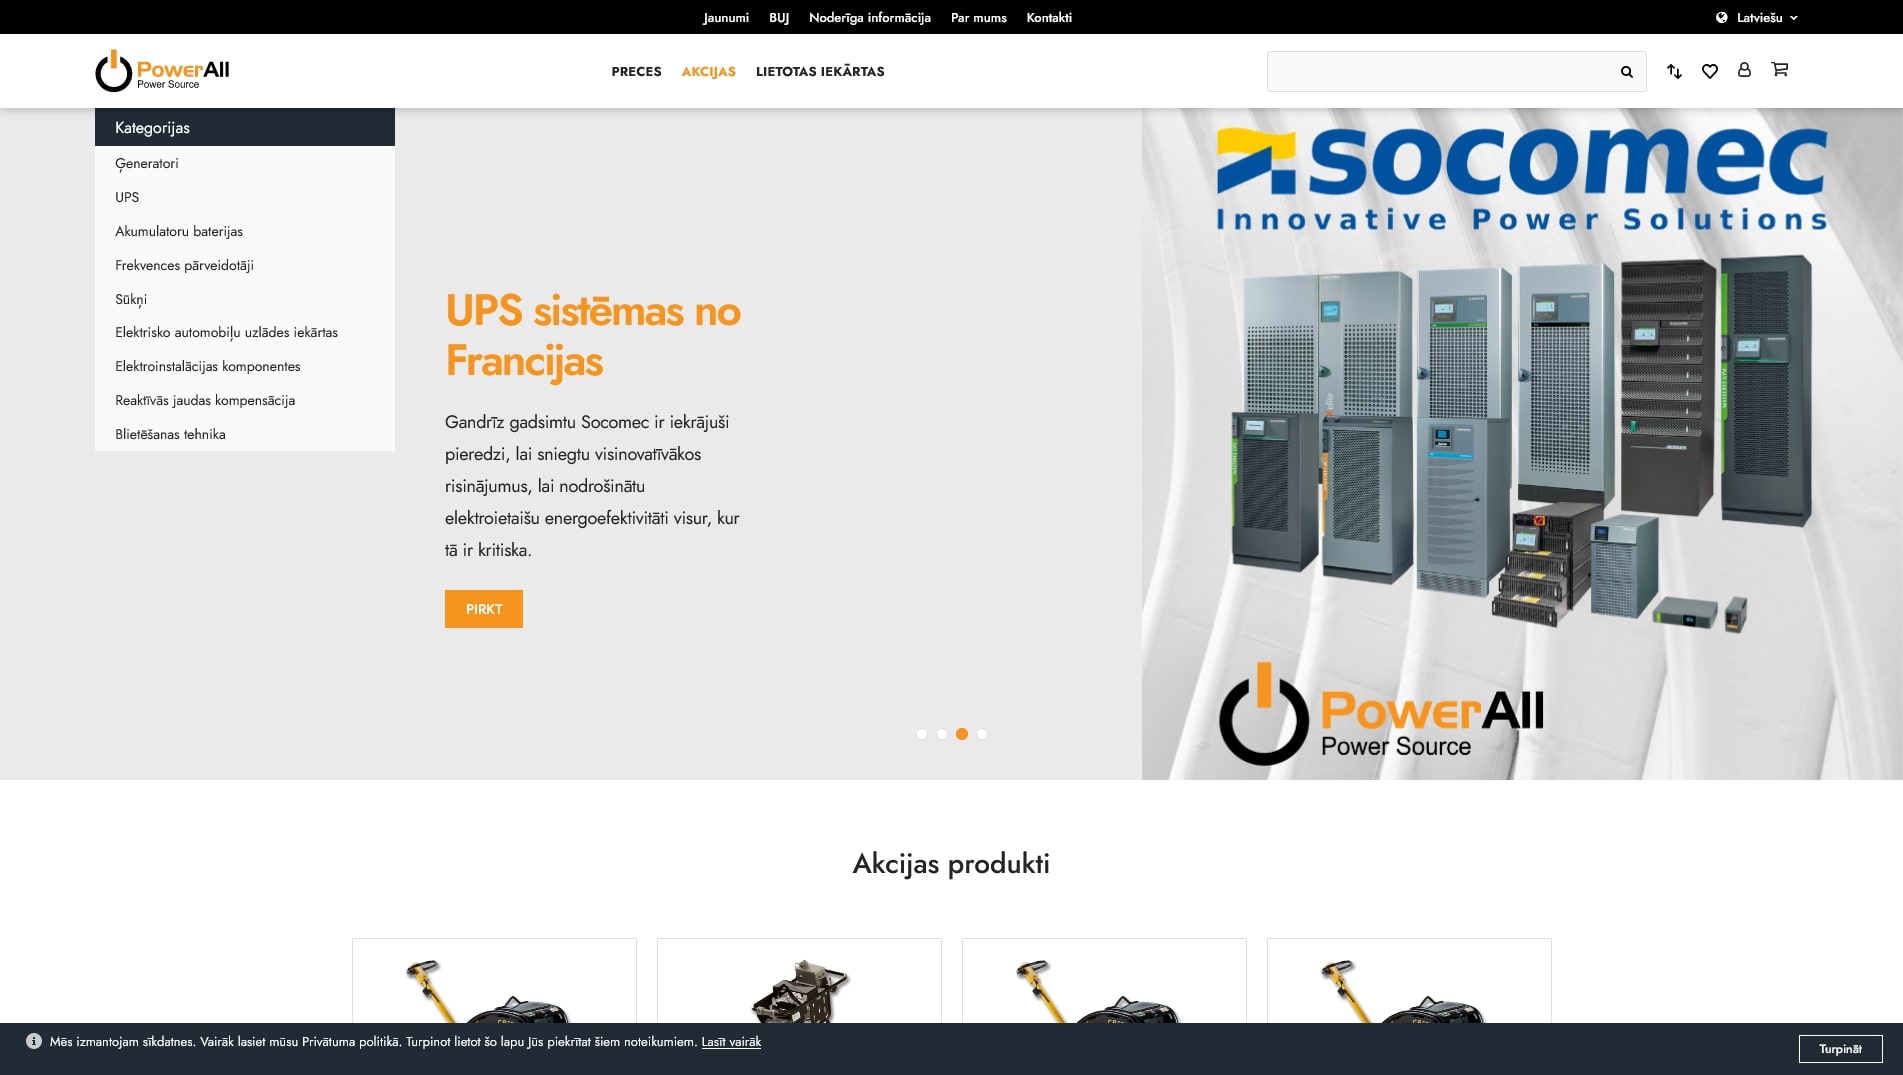 Jaunumi BUJ Noderīga informācija Par mums Kontakti Latviešu
PowerAll
Power Source
PRECES AKCIJAS LIETOTAS IEKĀRTAS
Kategorijas
Ģeneratori
UPS
Akumulatoru baterijas
Frekvences pārveidotāji
Sūkņi
Elektrisko automobiļu uzlādes iekārtas
Elektroinstalācijas komponentes
Reaktīvās jaudas kompensācija
Blietēšanas tehnika
UPS sistēmas no
Francijas
Gandrīz gadsimtu Socomec ir iekrājuši
pieredzi, lai sniegtu visinovatīvākos
risinājumus, lai nodrošinātu
elektroietaišu energoefektivitāti visur, kur
tā ir kritiska.
PIRKT
socomec
Innovative Power Solutions
PowerAll
Power Source
Akcijas produkti
Mēs izmantojam sīkdatnes. Vairāk lasiet mūsu Privātuma politikā. Turpinot lietot šo lapu Jūs piekrītat šiem noteikumiem. Lasīt vairāk
Turpināt